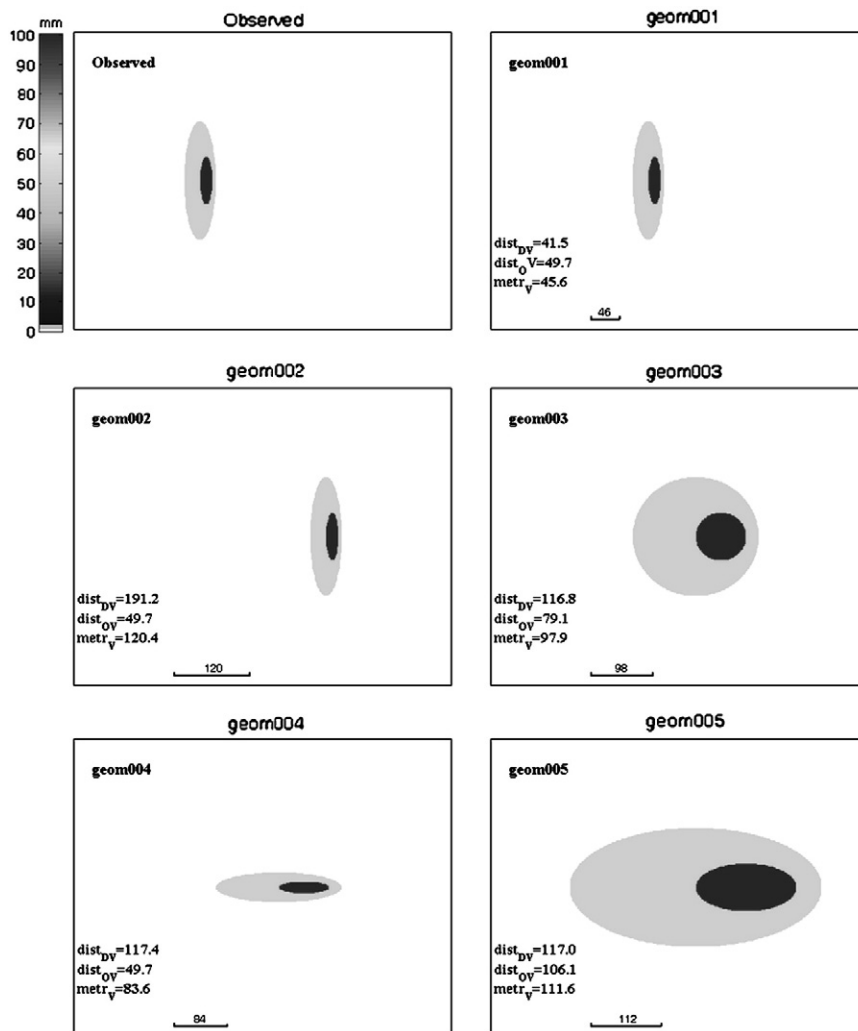 mm
100
90
80
70
60
50
40
30
20
10
0
Observed
Observed
geom001
geom001
dist_DV=41.5
dist_OV=49.7
metr_V=45.6
46
geom002
geom002
dist_DV=191.2
dist_OV=49.7
metr_V=120.4
120
geom003
geom003
dist_DV=116.8
dist_OV=79.1
metr_V=97.9
98
geom004
geom004
dist_DV=117.4
dist_OV=49.7
metr_V=83.6
84
geom005
geom005
dist_DV=117.0
dist_OV=106.1
metr_V=111.6
112